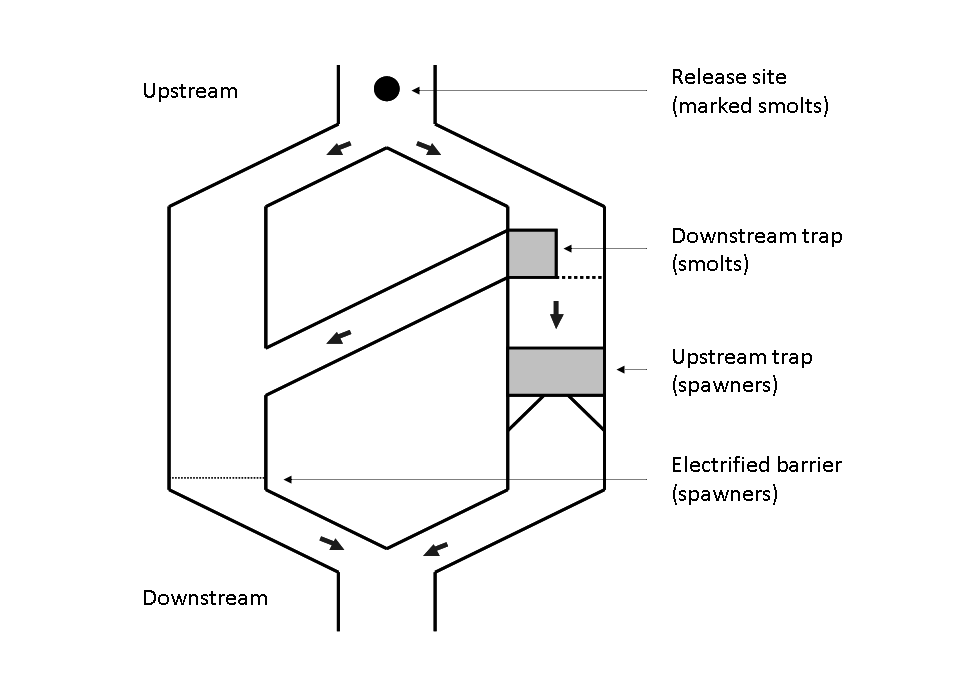 Upstream
Release site
(marked smolts)
Downstream trap
(smolts)
Upstream trap
(spawners)
Electrified barrier
(spawners)
Downstream